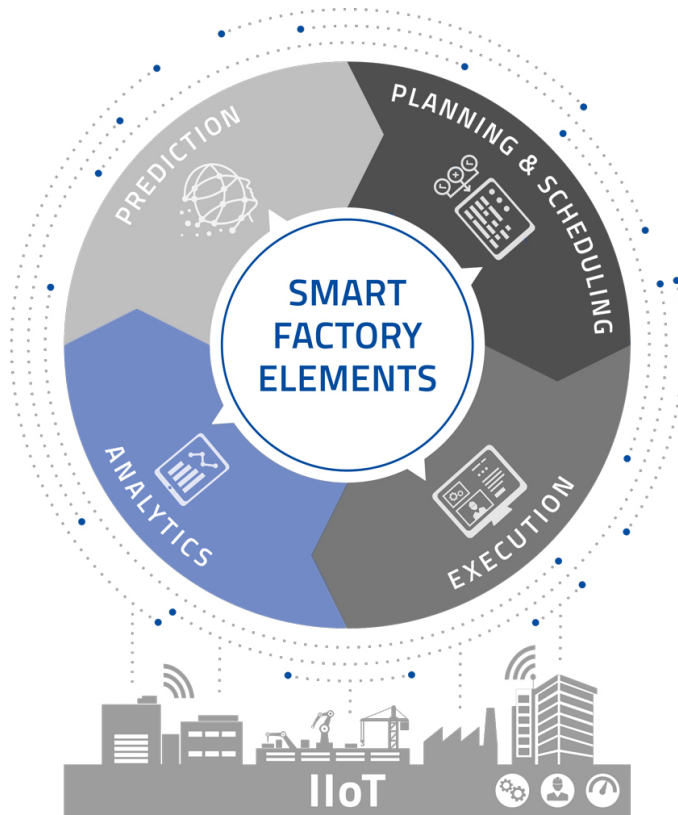 PREDICTION
PLANNING & SCHEDULING
SMART
FACTORY
ELEMENTS
ANALYTICS
EXECUTION
IIoT